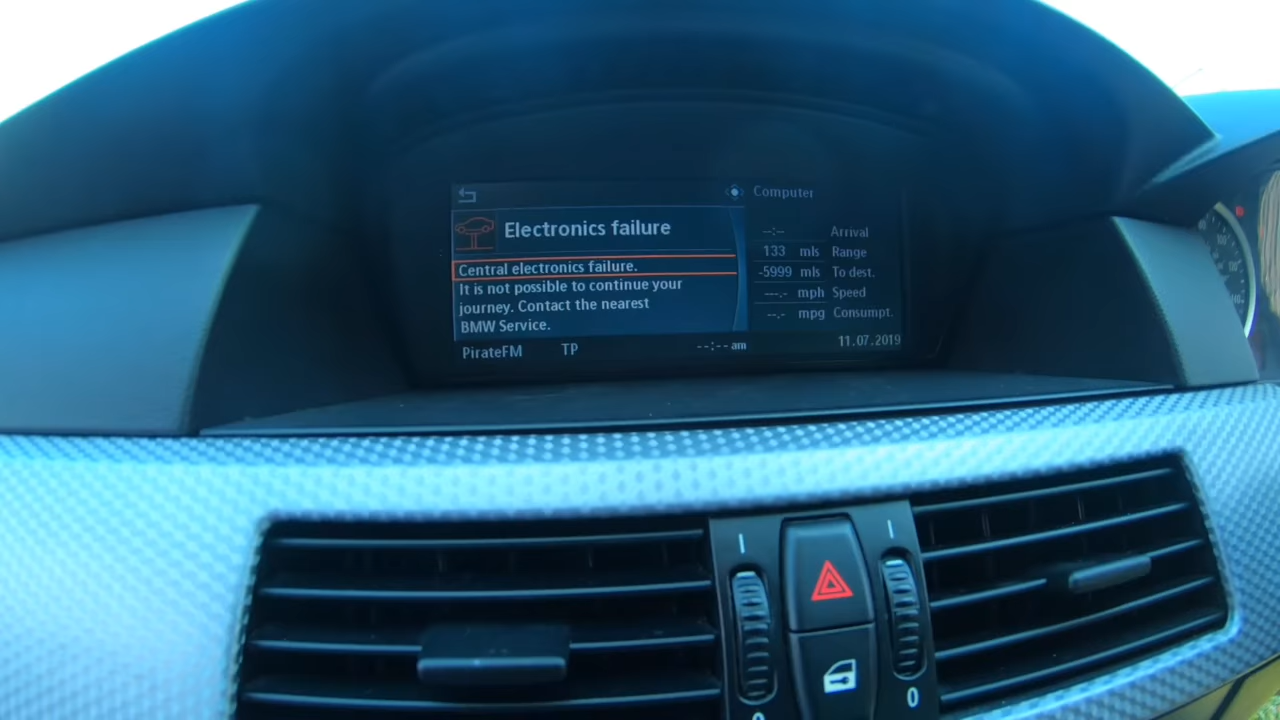 Computer
Electronics failure
Central electronics failure.
It is not possible to continue your
journey. Contact the nearest
BMW Service.
--:-- Arrival
133 mls Range
-5999 mls To dest.
---.- mph Speed
--.- mpg Consumpt.
PirateFM TP --:-- am 11.07.2019
0